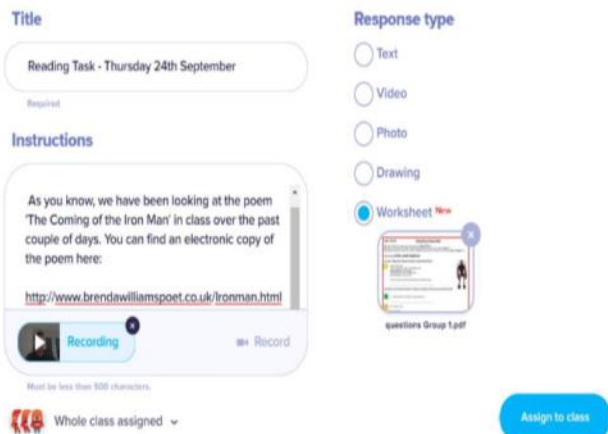 Title
Reading Task - Thursday 24th September
Required
Instructions
As you know, we have been looking at the poem
'The Coming of the Iron Man' in class over the past
couple of days. You can find an electronic copy of
the poem here:
http://www.brendawilliamspoet.co.uk/Ironman.html
Recording
Record
Must be less than 500 characters.
Whole class assigned
Response type
Text
Video
Photo
Drawing
Worksheet New
questions Group 1.pdf
Assign to class